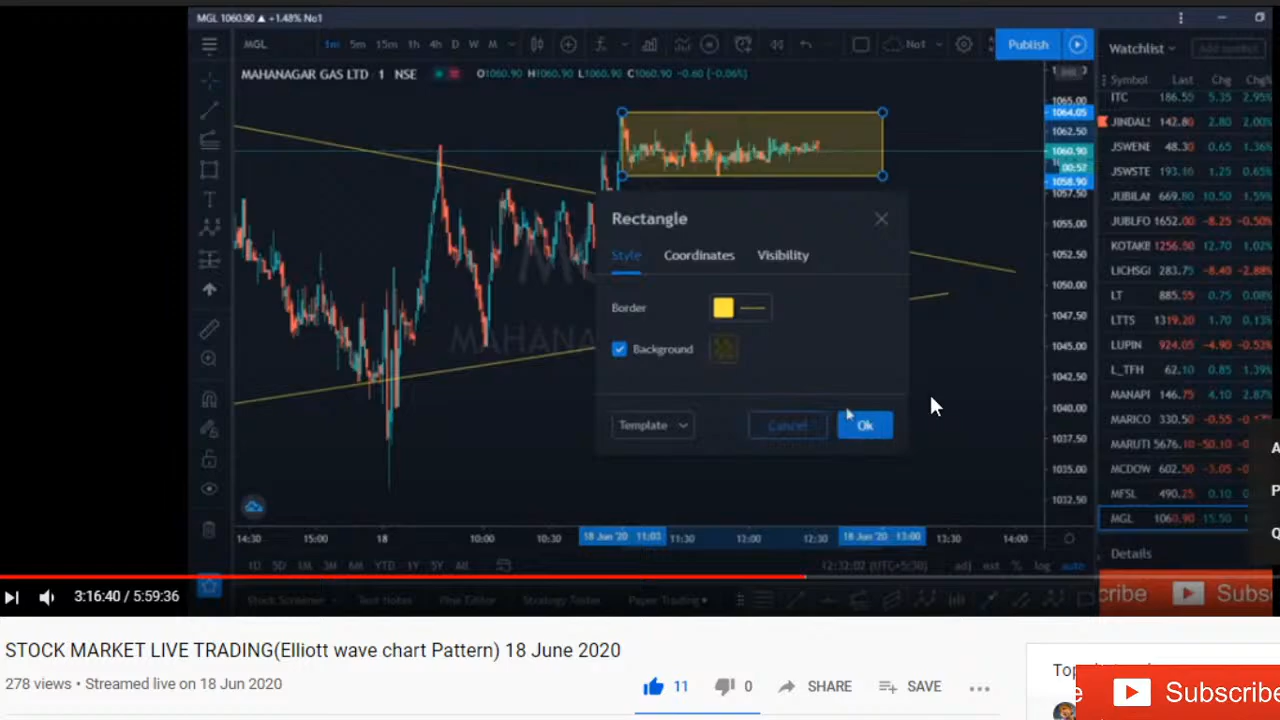 MGL 1060.90 ▲ +1.48% No1
MGL 1m 5m 15m 1h 4h D W M Not Publish
Watchlist Add symbol
MAHANAGAR GAS LTD · 1 NSE O1060.90 H1060.90 L1060.90 C1060.90 -0.60 (-0.06%)
Symbol Last Chg Chg%
ITC 186.55 5.35 2.95%
JINDALS 142.80 2.80 2.00%
JSWENE 48.30 0.65 1.36%
JSWSTE 193.16 1.25 0.65%
JUBILAI 669.80 10.50 1.59%
JUBLFO 1652.00 -8.25 -0.50%
KOTAKB 1256.50 12.70 1.02%
LICHSGI 283.75 -8.40 -2.88%
LT 885.55 0.75 0.08%
LTTS 1319.20 1.70 0.13%
LUPIN 924.05 -4.90 -0.53%
L_TFH 62.10 0.85 1.39%
MANAPI 146.75 4.10 2.87%
MARICO 330.50 -0.55 -0.17%
MARUTI 5676.10 -50.10 -0
MCDOW 602.50 -3.05 -0
MFSL 490.25 0.10 0
MGL 1060.90 15.50 1
Details
1065.00
1064.05
1062.50
1060.90
00:57
1058.90
1057.50
1055.00
1052.50
1050.00
1047.50
1045.00
1042.50
1040.00
1037.50
1035.00
1032.50
Rectangle
Style Coordinates Visibility
Border
Background
Template Cancel Ok
MAHANA
14:30 15:00 18 10:00 10:30 18 Jun '20 11:03 11:30 12:00 12:30 18 Jun '20 13:00 13:30 14:00
1D 5D 1M 3M 6M YTD 1Y 5Y All 12:32:02 (UTC+5:30) adj ext % log auto
Stock Screener Text Notes Pine Editor Strategy Tester Paper Trading
cribe Subs
3:16:40 / 5:59:36
STOCK MARKET LIVE TRADING(Elliott wave chart Pattern) 18 June 2020
278 views • Streamed live on 18 Jun 2020
11 0 SHARE SAVE
Top
e Subscribe